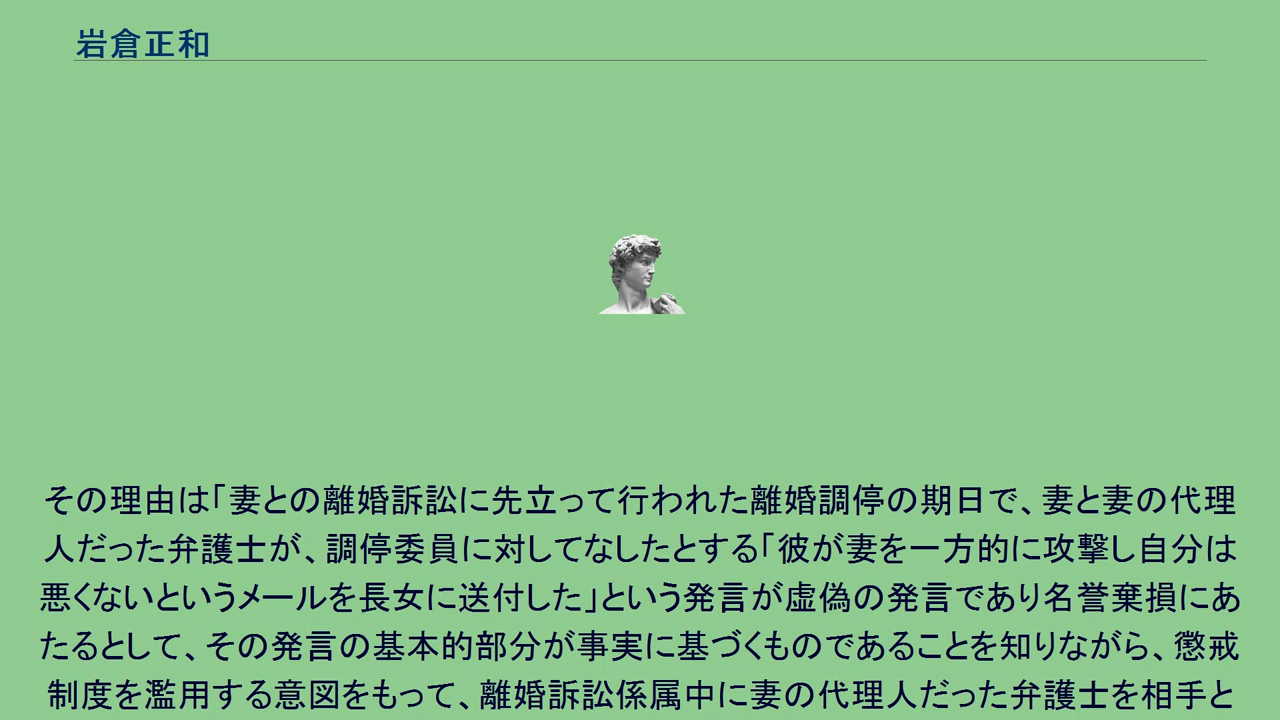 岩倉正和
その理由は「妻との離婚訴訟に先立って行われた離婚調停の期日で、妻と妻の代理
人だった弁護士が、調停委員に対してなしたとする「彼が妻を一方的に攻撃し自分は
悪くないというメールを長女に送付した」という発言が虚偽の発言であり名誉棄損にあ
たるとして、その発言の基本的部分が事実に基づくものであることを知りながら、懲戒
制度を濫用する意図をもって、離婚訴訟係属中に妻の代理人だった弁護士を相手と